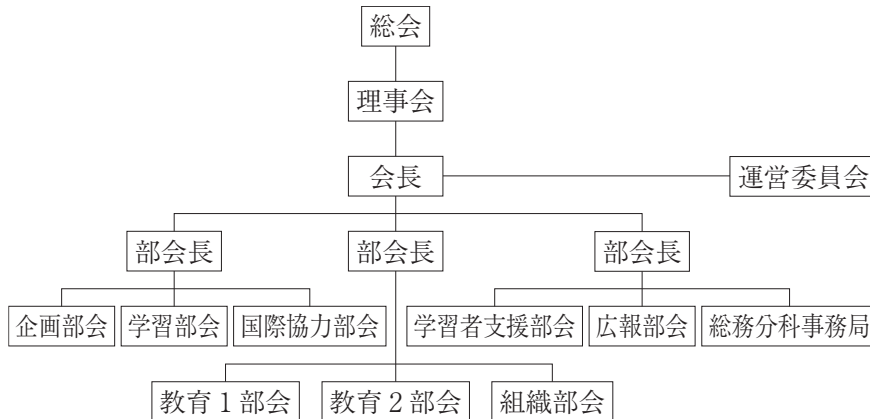 総会
理事会
会長
運営委員会
部会長
部会長
部会長
企画部会
学習部会
国際協力部会
学習者支援部会
広報部会
総務分科事務局
教育1部会
教育2部会
組織部会